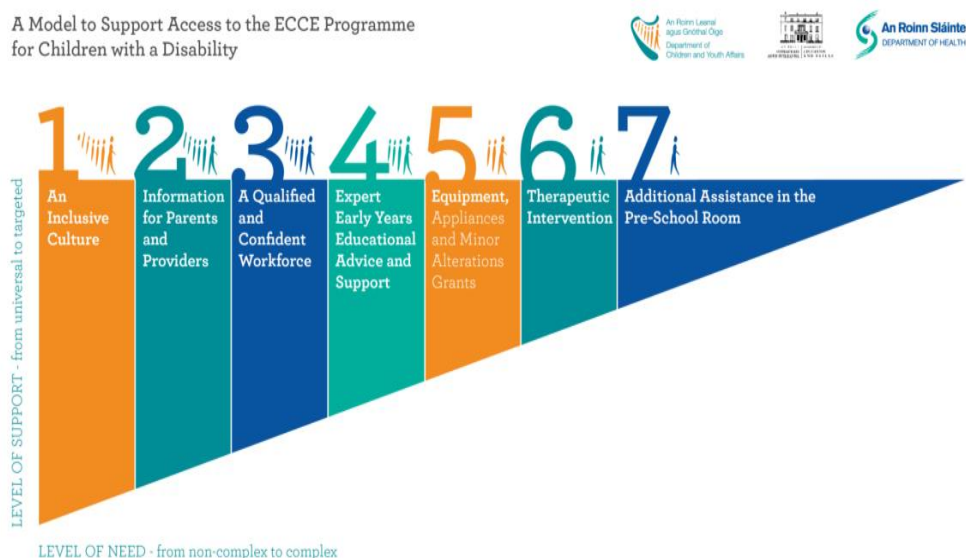 A Model to Support Access to the ECCE Programme
for Children with a Disability
An Roinn Leanaí
agus Gnóthaí Óige
Department of
Children and Youth Affairs
An Roinn Sláinte
DEPARTMENT OF HEALTH
1
2
3
4
5
6
7
An
Inclusive
Culture
Information
for Parents
and
Providers
A Qualified
and
Confident
Workforce
Expert
Early Years
Educational
Advice and
Support
Equipment,
Appliances
and Minor
Alterations
Grants
Therapeutic
Intervention
Additional Assistance in the
Pre-School Room
LEVEL OF SUPPORT - from universal to targeted
LEVEL OF NEED - from non-complex to complex